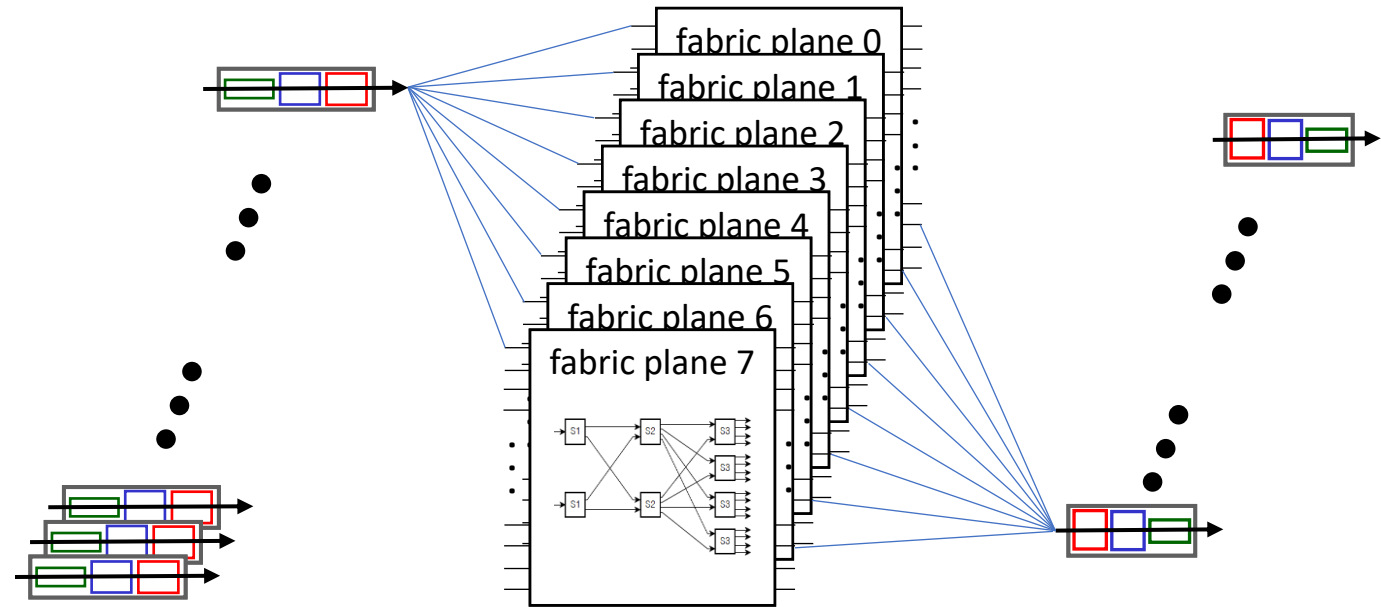 fabric plane 0
fabric plane 1
fabric plane 2
fabric plane 3
fabric plane 4
fabric plane 5
fabric plane 6
fabric plane 7
S1 S2 S3
S3
S1 S2 S3
S3